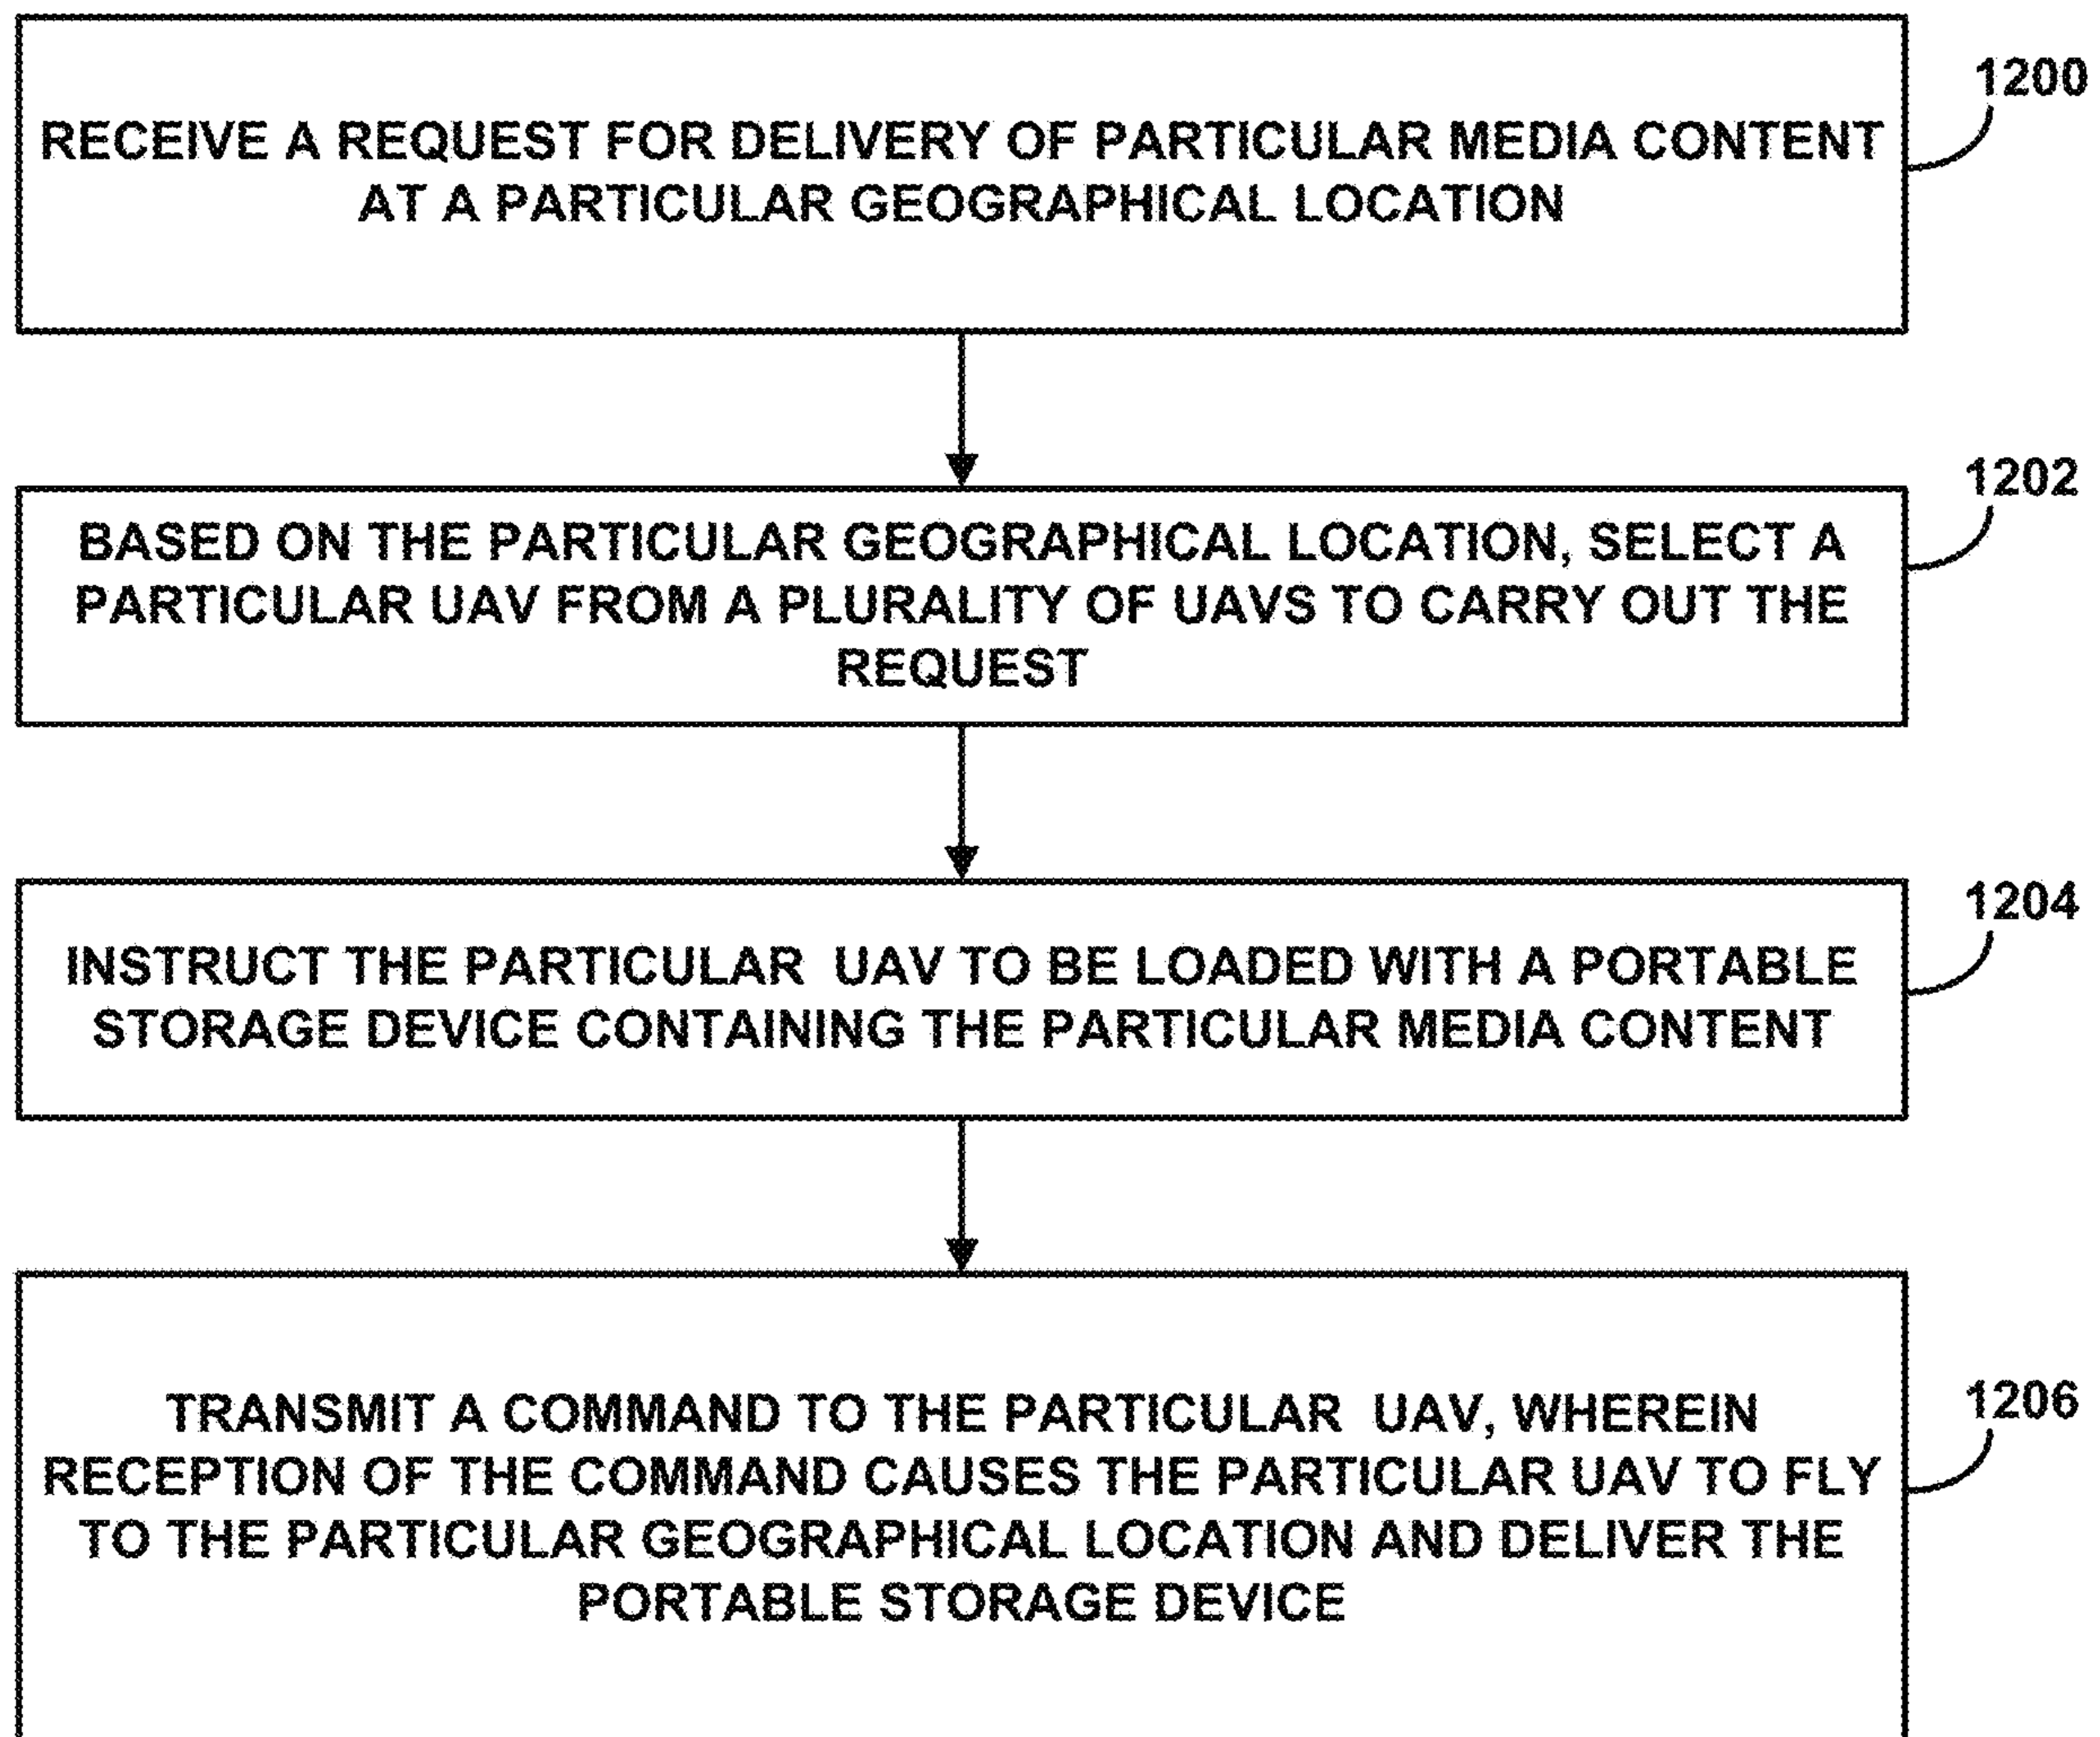 1200
RECEIVE A REQUEST FOR DELIVERY OF PARTICULAR MEDIA CONTENT
AT A PARTICULAR GEOGRAPHICAL LOCATION
1202
BASED ON THE PARTICULAR GEOGRAPHICAL LOCATION, SELECT A
PARTICULAR UAV FROM A PLURALITY OF UAVS TO CARRY OUT THE
REQUEST
1204
INSTRUCT THE PARTICULAR UAV TO BE LOADED WITH A PORTABLE
STORAGE DEVICE CONTAINING THE PARTICULAR MEDIA CONTENT
1206
TRANSMIT A COMMAND TO THE PARTICULAR UAV, WHEREIN
RECEPTION OF THE COMMAND CAUSES THE PARTICULAR UAV TO FLY
TO THE PARTICULAR GEOGRAPHICAL LOCATION AND DELIVER THE
PORTABLE STORAGE DEVICE